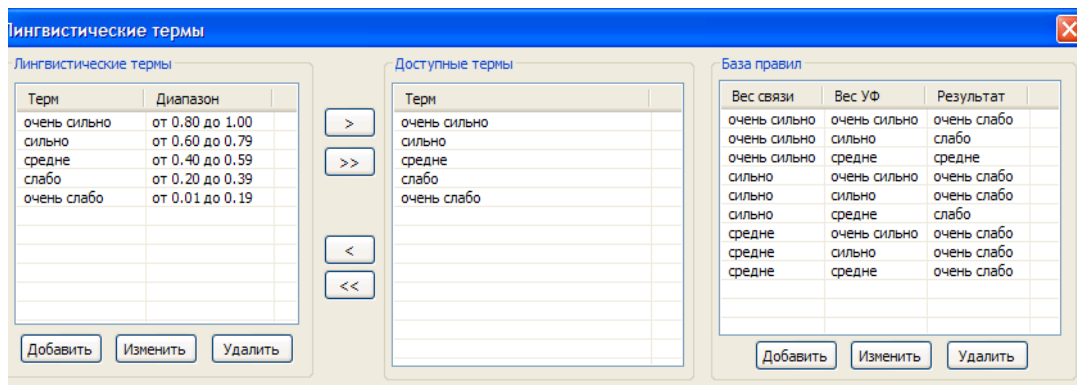 Лингвистические термы
Лингвистические термы
Терм Диапазон
очень сильно от 0.80 до 1.00
сильно от 0.60 до 0.79
средне от 0.40 до 0.59
слабо от 0.20 до 0.39
очень слабо от 0.01 до 0.19
Добавить Изменить Удалить
>
>>
<
<<
Доступные термы
Терм
очень сильно
сильно
средне
слабо
очень слабо
База правил
Вес связи Вес УФ Результат
очень сильно очень сильно очень слабо
очень сильно сильно слабо
очень сильно средне средне
сильно очень сильно очень слабо
сильно сильно очень слабо
сильно средне слабо
средне очень сильно очень слабо
средне сильно очень слабо
средне средне очень слабо
Добавить Изменить Удалить